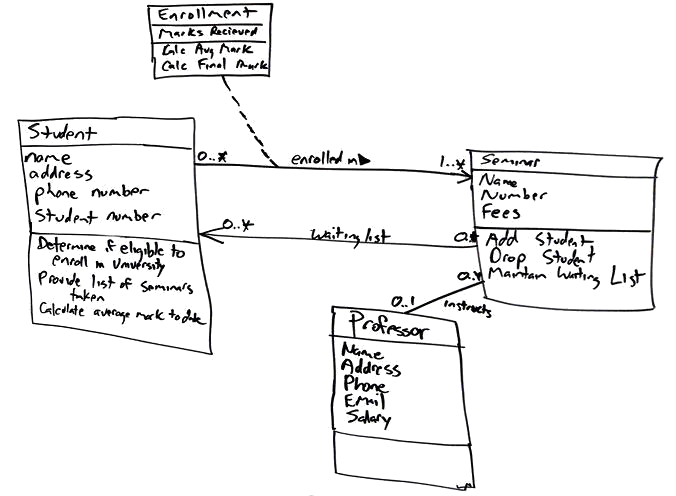 Enrollment
Marks Recieved
Calc Avg Mark
Calc Final Mark
Student
name
address
phone number
Student number
Determine if eligible to
enroll in University
Provide list of Seminars
taken
Calculate average mark to date
0..*
enrolled in
1..*
0..*
Waiting list
0..*
Seminar
Name
Number
Fees
Add Student
Drop Student
Maintain Waiting List
0..*
instructs
0..1
Professor
Name
Address
Phone
Email
Salary